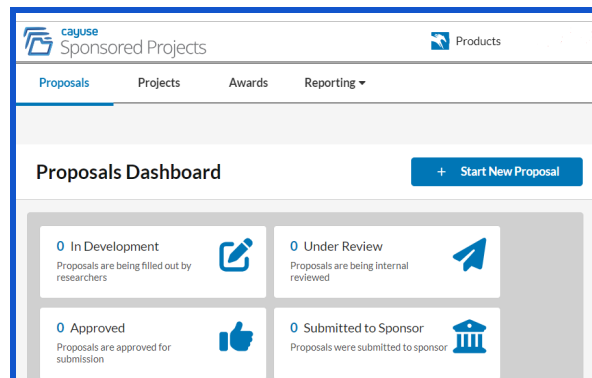 cayuse
Sponsored Projects
Products
Proposals Projects Awards Reporting
Proposals Dashboard
+ Start New Proposal
0 In Development
Proposals are being filled out by
researchers
0 Under Review
Proposals are being internal
reviewed
0 Approved
Proposals are approved for
submission
0 Submitted to Sponsor
Proposals were submitted to sponsor